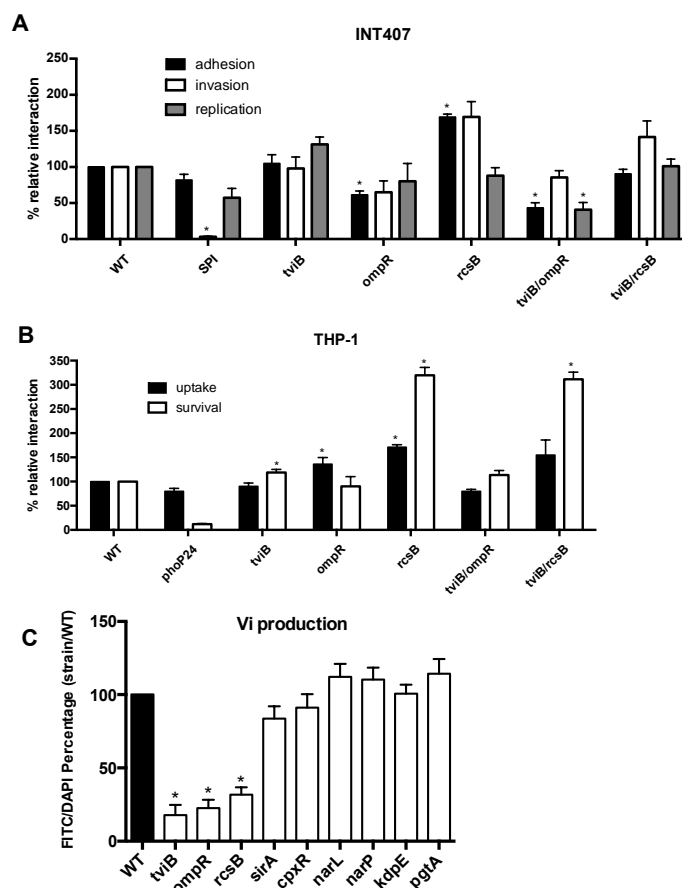 A
INT407
% relative interaction
250
200
150
100
50
0
adhesion
invasion
replication
*
*
*
*
*
WT
SPI
tviB
ompR
rcsB
tviB/ompR
tviB/rcsB
B
THP-1
% relative interaction
350
300
250
200
150
100
50
0
uptake
survival
*
*
*
*
*
WT
phoP24
tviB
ompR
rcsB
tviB/ompR
tviB/rcsB
C
Vi production
FITC/DAPI Percentage (strain/WT)
150
100
50
0
* * *
WT
tviB
ompR
rcsB
sirA
cpxR
narL
narP
kdpE
pgtA